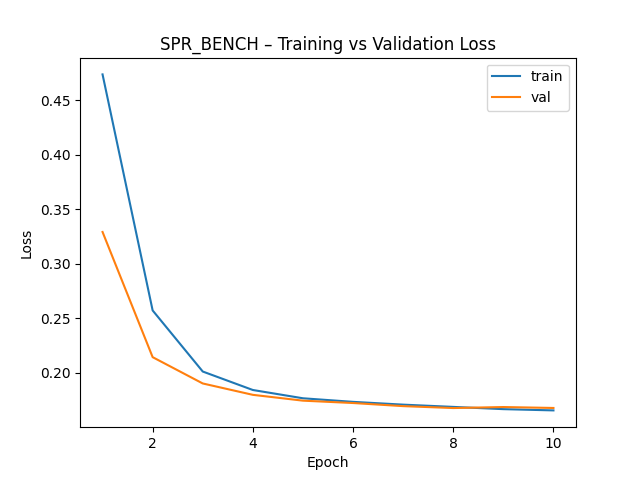 SPR_BENCH – Training vs Validation Loss
train
val
Loss
0.45
0.40
0.35
0.30
0.25
0.20
2 4 6 8 10
Epoch